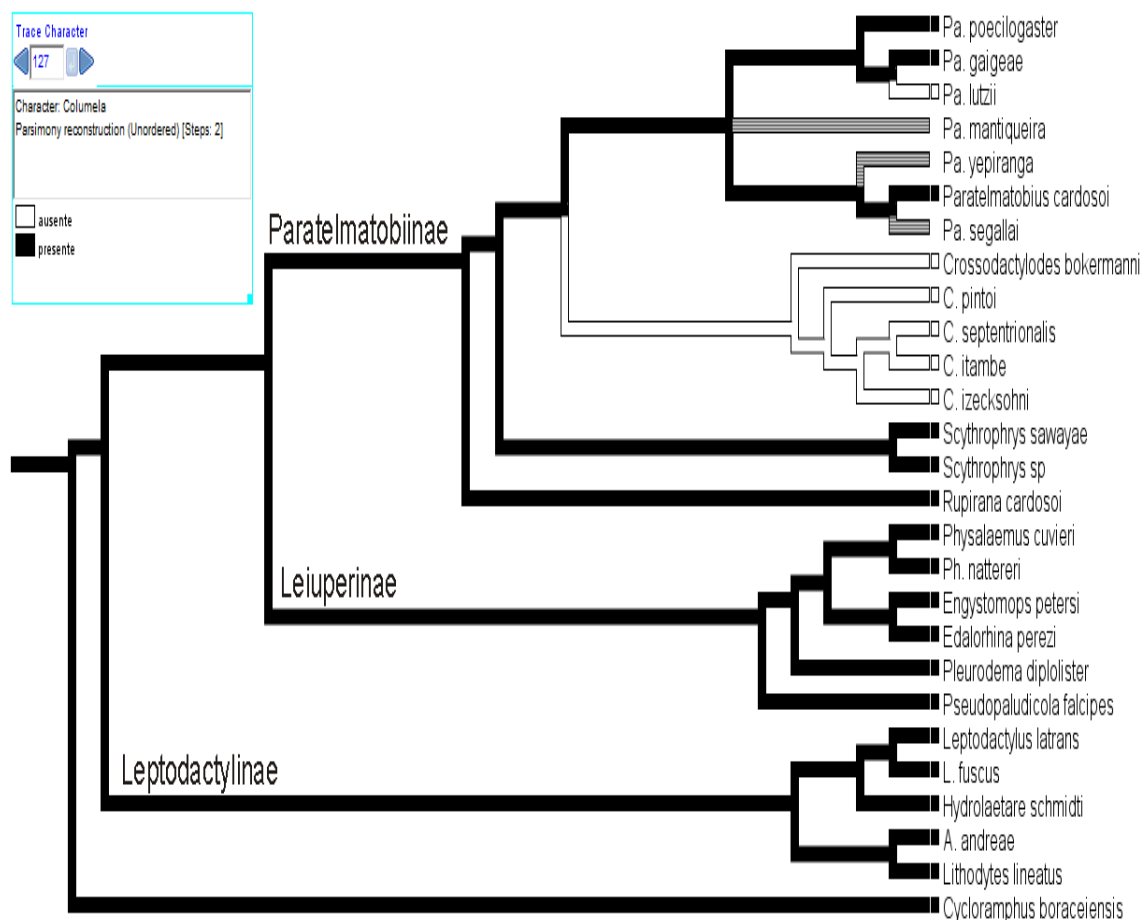 Trace Character
127
Character: Columela
Parsimony reconstruction (Unordered) [Steps: 2]
ausente
presente
Paratelmatobiinae
Leiuperinae
Leptodactylinae
Pa. poecilogaster
Pa. gaigeae
Pa. lutzii
Pa. mantiqueira
Pa. yepiranga
Paratelmatobius cardosoi
Pa. segallai
Crossodactylodes bokermanni
C. pintoi
C. septentrionalis
C. itambe
C. izecksohni
Scythrophrys sawayae
Scythrophrys sp
Rupirana cardosoi
Physalaemus cuvieri
Ph. nattereri
Engystomops petersi
Edalorhina perezi
Pleurodema diplolister
Pseudopaludicola falcipes
Leptodactylus latrans
L. fuscus
Hydrolaetare schmidti
A. andreae
Lithodytes lineatus
Cycloramphus boraceiensis